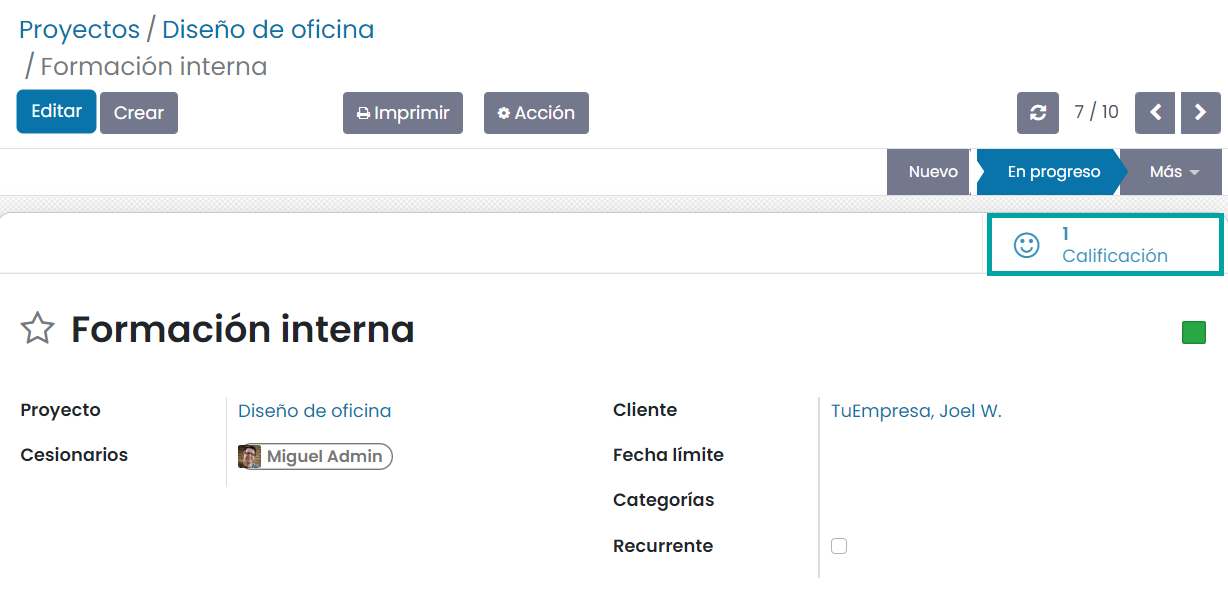 Proyectos / Diseño de oficina
/ Formación interna
Editar Crear Imprimir Acción 7 / 10
Nuevo En progreso Más
1
Calificación
Formación interna
Proyecto Diseño de oficina Cliente TuEmpresa, Joel W.
Cesionarios Miguel Admin Fecha límite
Categorías
Recurrente